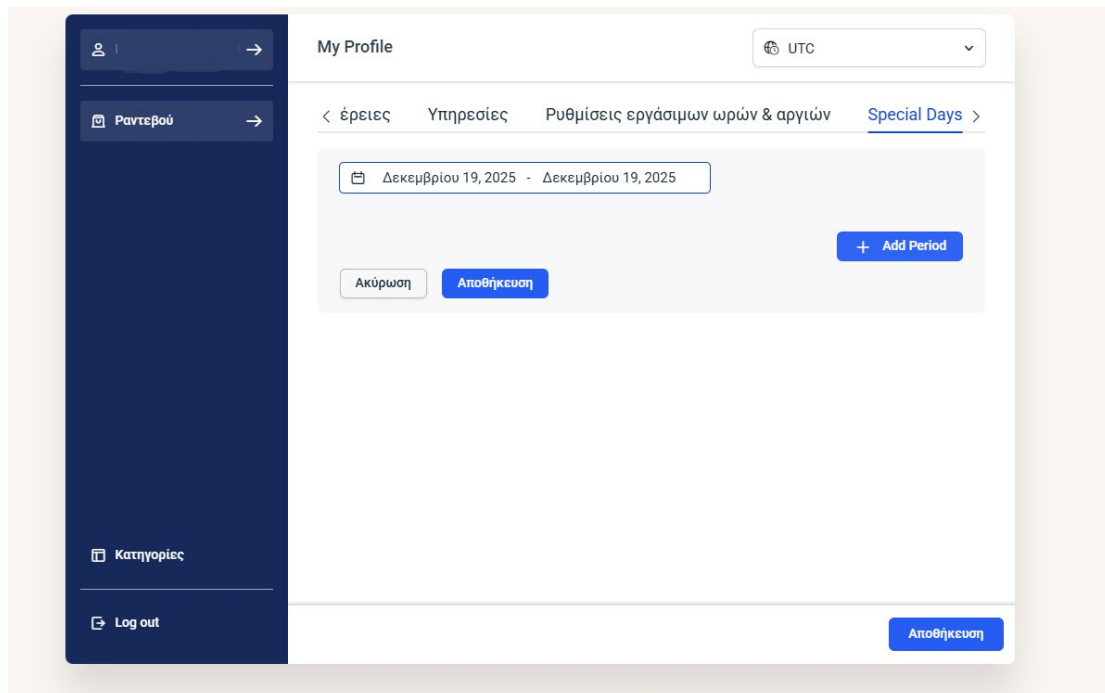 My Profile
UTC
Ραντεβού
έρειες Υπηρεσίες Ρυθμίσεις εργάσιμων ωρών & αργιών Special Days
Δεκεμβρίου 19, 2025 - Δεκεμβρίου 19, 2025
+ Add Period
Ακύρωση Αποθήκευση
Κατηγορίες
Log out
Αποθήκευση